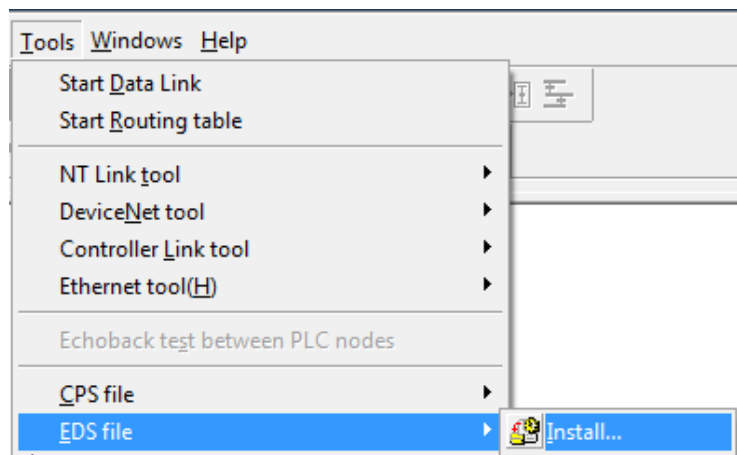 Tools Windows Help
Start Data Link
Start Routing table
NT Link tool
DeviceNet tool
Controller Link tool
Ethernet tool(H)
Echoback test between PLC nodes
CPS file
EDS file
Install...